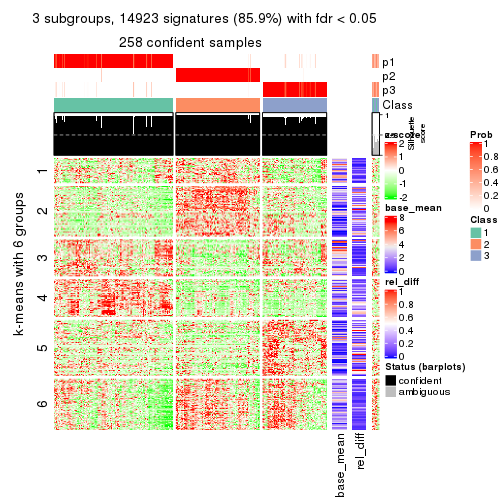 3 subgroups, 14923 signatures (85.9%) with fdr < 0.05
258 confident samples
p1
p2
p3
Class
1
Silhouette
score
k-means with 6 groups
1
2
3
4
5
6
base_mean
rel_diff
z-score
2
1
0
-1
-2
base_mean
8
6
4
2
0
rel_diff
1
0.8
0.6
0.4
0.2
0
Status (barplots)
confident
ambiguous
Prob
1
0.8
0.6
0.4
0.2
0
Class
1
2
3